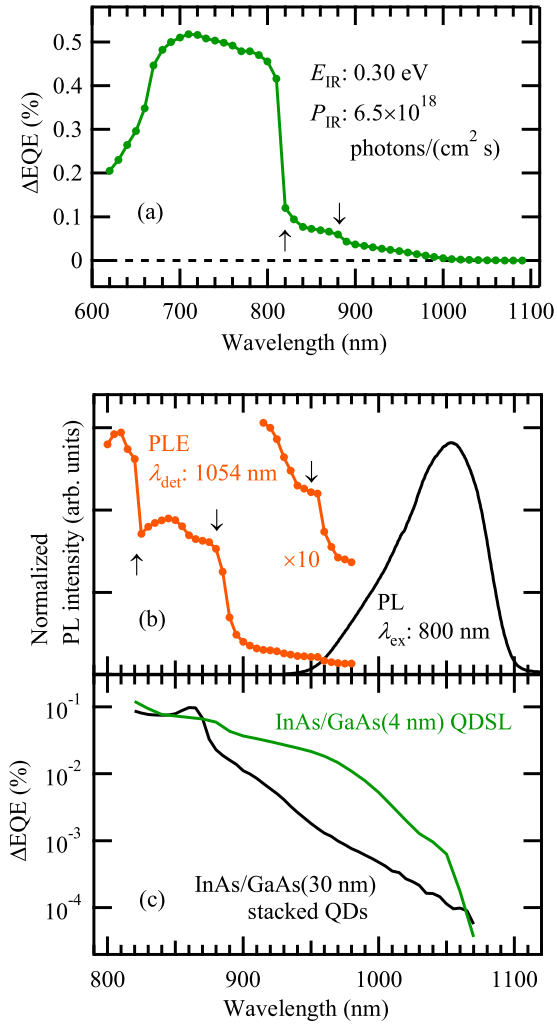 0.5
0.4
0.3
0.2
0.1
0
ΔEQE (%)
E_IR: 0.30 eV
P_IR: 6.5×10^18
photons/(cm^2 s)
(a)
↓
↑
600 700 800 900 1000 1100
Wavelength (nm)
Normalized
PL intensity (arb. units)
PLE
λ_det: 1054 nm
↓
↓
↑
×10
PL
λ_ex: 800 nm
(b)
10^-1
10^-2
10^-3
10^-4
ΔEQE (%)
InAs/GaAs(4 nm) QDSL
InAs/GaAs(30 nm)
stacked QDs
(c)
800 900 1000 1100
Wavelength (nm)